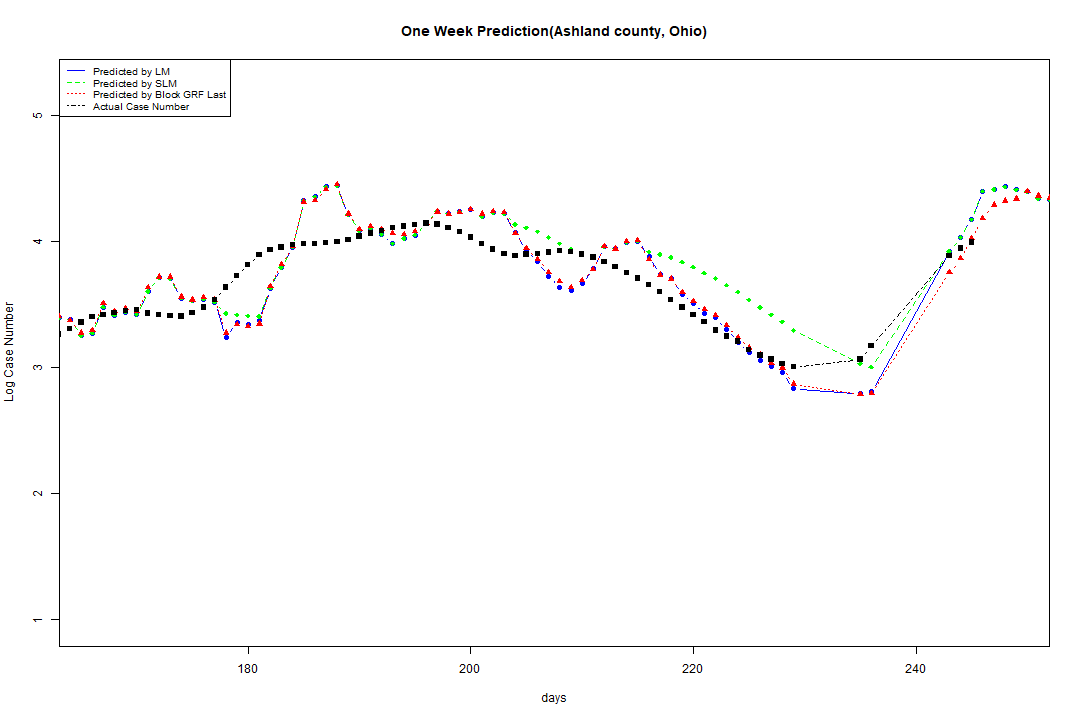 One Week Prediction(Ashland county, Ohio)
Predicted by LM
Predicted by SLM
Predicted by Block GRF Last
Actual Case Number
5
4
3
2
1
Log Case Number
180 200 220 240
days